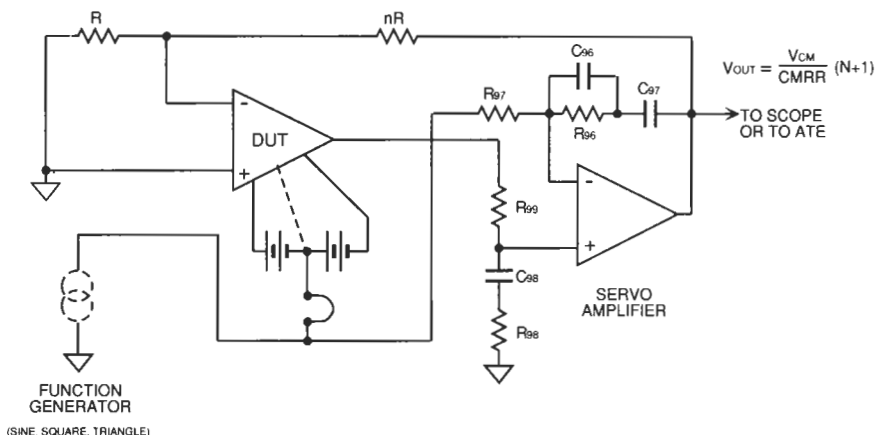 R
nR
C96
VOUT = VCM / CMRR (N+1)
R97
C97
R96
TO SCOPE
OR TO ATE
-
DUT
+
-
R99
+
C98
SERVO
AMPLIFIER
R98
FUNCTION
GENERATOR
(SINE, SQUARE, TRIANGLE)